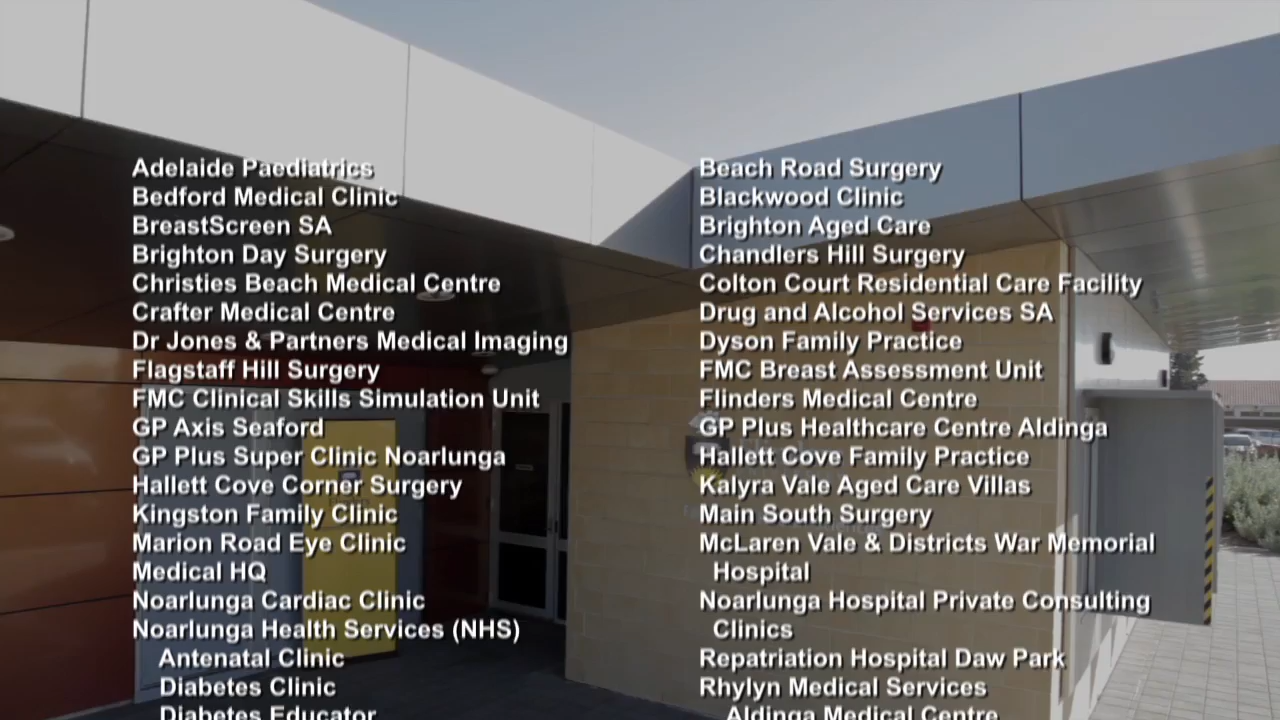 Adelaide Paediatrics
Bedford Medical Clinic
BreastScreen SA
Brighton Day Surgery
Christies Beach Medical Centre
Crafter Medical Centre
Dr Jones & Partners Medical Imaging
Flagstaff Hill Surgery
FMC Clinical Skills Simulation Unit
GP Axis Seaford
GP Plus Super Clinic Noarlunga
Hallett Cove Corner Surgery
Kingston Family Clinic
Marion Road Eye Clinic
Medical HQ
Noarlunga Cardiac Clinic
Noarlunga Health Services (NHS)
Antenatal Clinic
Diabetes Clinic
Diabetes Educator
Beach Road Surgery
Blackwood Clinic
Brighton Aged Care
Chandlers Hill Surgery
Colton Court Residential Care Facility
Drug and Alcohol Services SA
Dyson Family Practice
FMC Breast Assessment Unit
Flinders Medical Centre
GP Plus Healthcare Centre Aldinga
Hallett Cove Family Practice
Kalyra Vale Aged Care Villas
Main South Surgery
McLaren Vale & Districts War Memorial
Hospital
Noarlunga Hospital Private Consulting
Clinics
Repatriation Hospital Daw Park
Rhylyn Medical Services
Aldinga Medical Centre